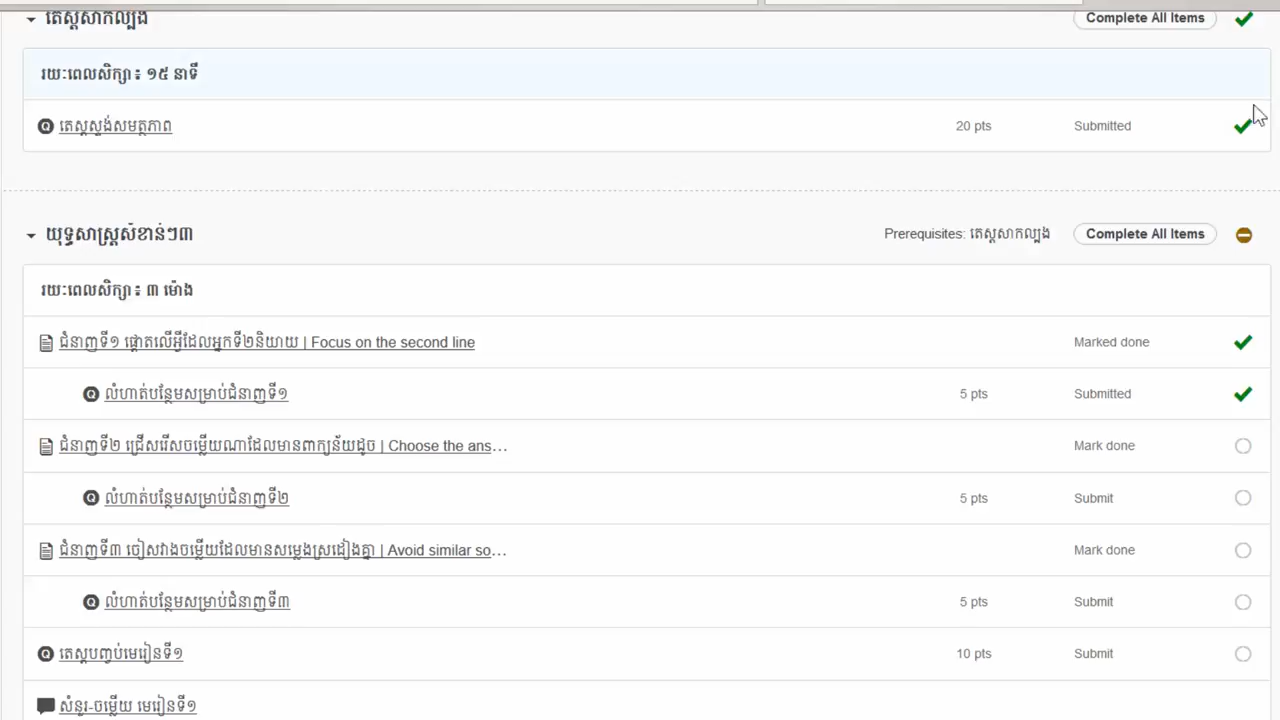 តេស្តសាកល្បង Complete All Items
រយៈពេលសិក្សា៖ ១៥ នាទី
តេស្តស្ទង់សមត្ថភាព 20 pts Submitted
យុទ្ធសាស្ត្រសំខាន់ៗ៣ Prerequisites: តេស្តសាកល្បង Complete All Items
រយៈពេលសិក្សា៖ ៣ ម៉ោង
ជំនាញទី១ ផ្តោតលើអ្វីដែលអ្នកទី២និយាយ | Focus on the second line Marked done
លំហាត់បន្ថែមសម្រាប់ជំនាញទី១ 5 pts Submitted
ជំនាញទី២ ជ្រើសរើសចម្លើយណាដែលមានពាក្យន័យដូច | Choose the ans… Mark done
លំហាត់បន្ថែមសម្រាប់ជំនាញទី២ 5 pts Submit
ជំនាញទី៣ ចៀសវាងចម្លើយដែលមានសម្លេងស្រដៀងគ្នា | Avoid similar so… Mark done
លំហាត់បន្ថែមសម្រាប់ជំនាញទី៣ 5 pts Submit
តេស្តបញ្ចប់មេរៀនទី១ 10 pts Submit
សំនួរ-ចម្លើយ មេរៀនទី១